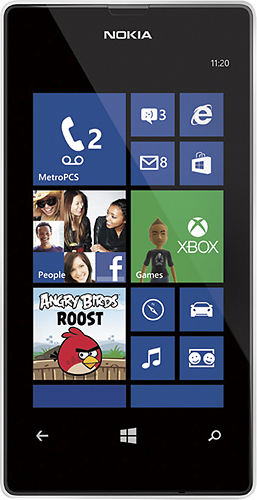 NOKIA
11:20
2
3
8
MetroPCS
XBOX
People
f
Games
ANGRY BIRDS
ROOST